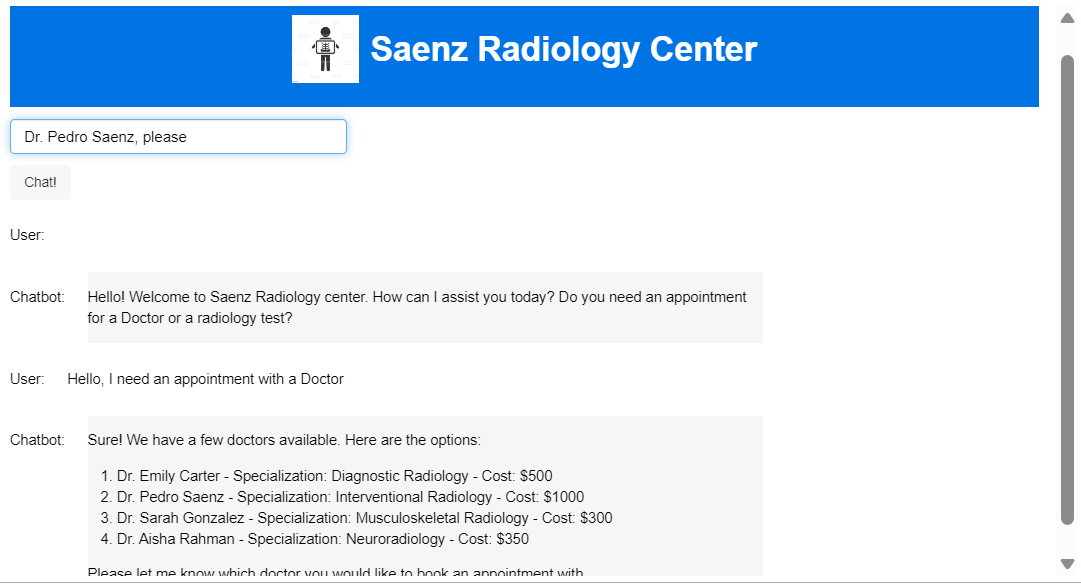 Saenz Radiology Center
Dr. Pedro Saenz, please
Chat!
User:
Chatbot: Hello! Welcome to Saenz Radiology center. How can I assist you today? Do you need an appointment
for a Doctor or a radiology test?
User: Hello, I need an appointment with a Doctor
Chatbot: Sure! We have a few doctors available. Here are the options:
1. Dr. Emily Carter - Specialization: Diagnostic Radiology - Cost: $500
2. Dr. Pedro Saenz - Specialization: Interventional Radiology - Cost: $1000
3. Dr. Sarah Gonzalez - Specialization: Musculoskeletal Radiology - Cost: $300
4. Dr. Aisha Rahman - Specialization: Neuroradiology - Cost: $350
Please let me know which doctor you would like to book an appointment with.